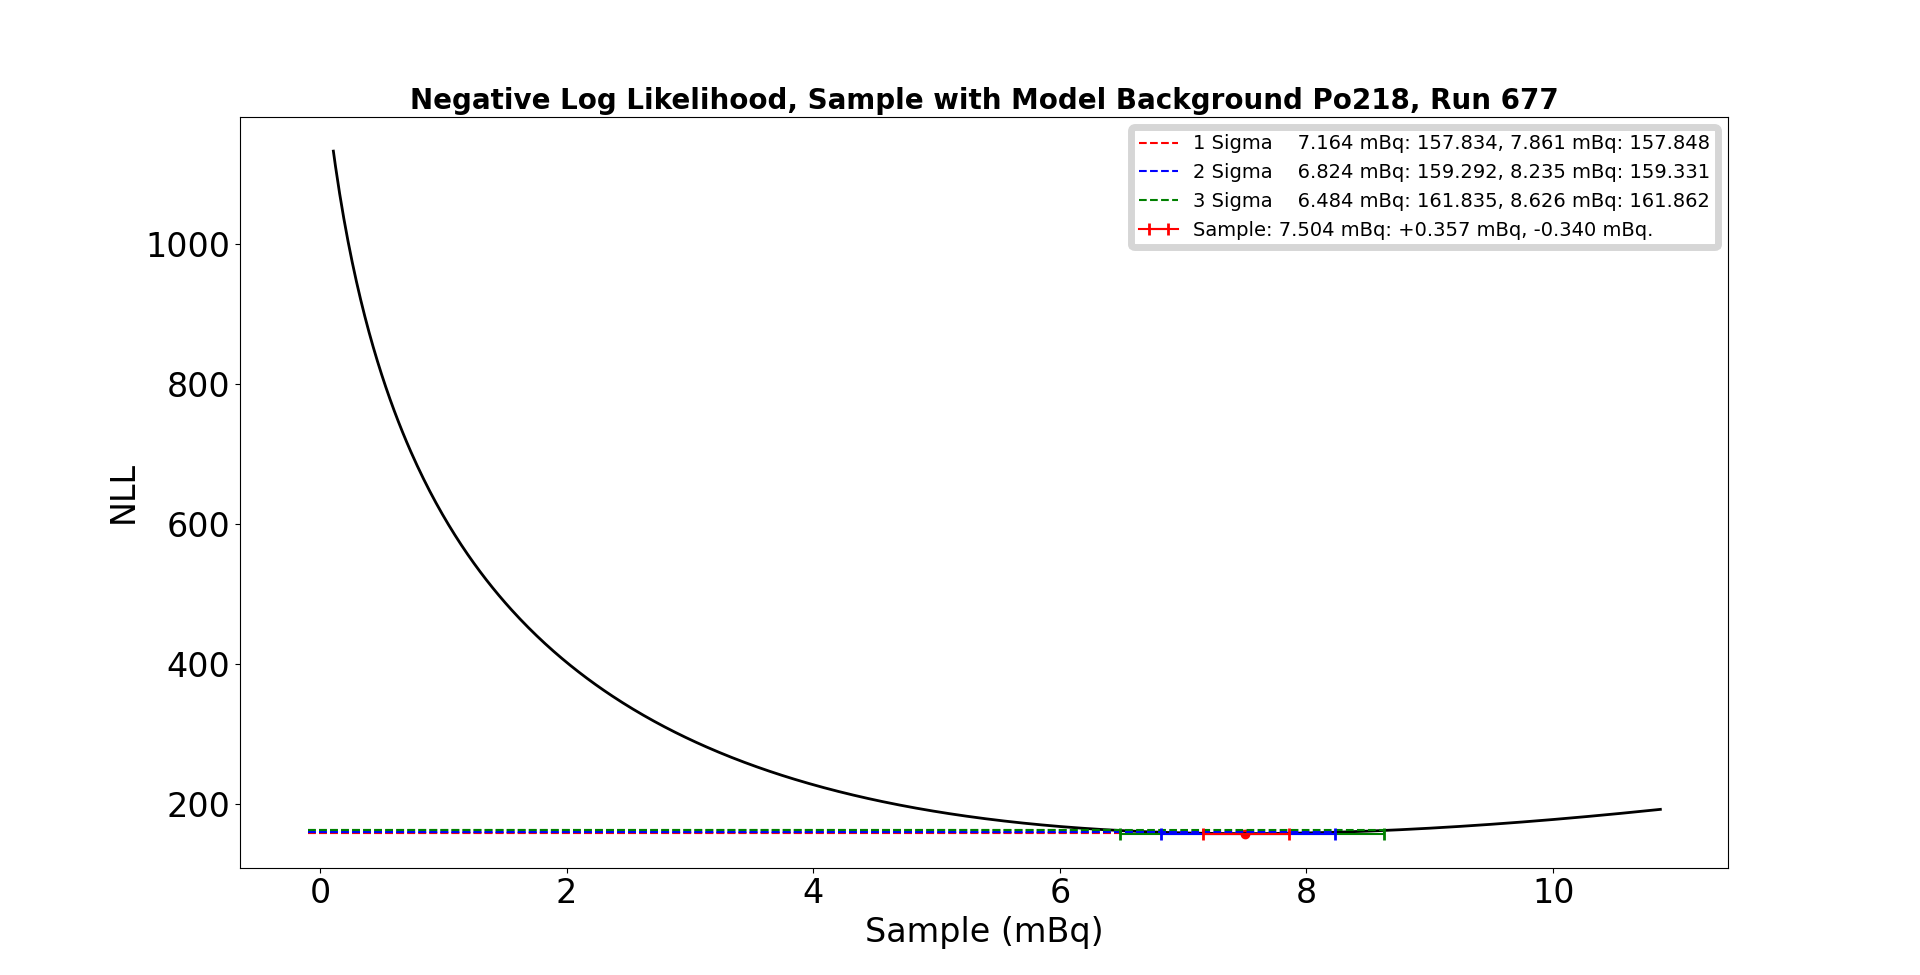 Negative Log Likelihood, Sample with Model Background Po218, Run 677
1 Sigma    7.164 mBq: 157.834, 7.861 mBq: 157.848
2 Sigma    6.824 mBq: 159.292, 8.235 mBq: 159.331
3 Sigma    6.484 mBq: 161.835, 8.626 mBq: 161.862
Sample: 7.504 mBq: +0.357 mBq, -0.340 mBq.
1000
800
600
400
200
NLL
0 2 4 6 8 10
Sample (mBq)